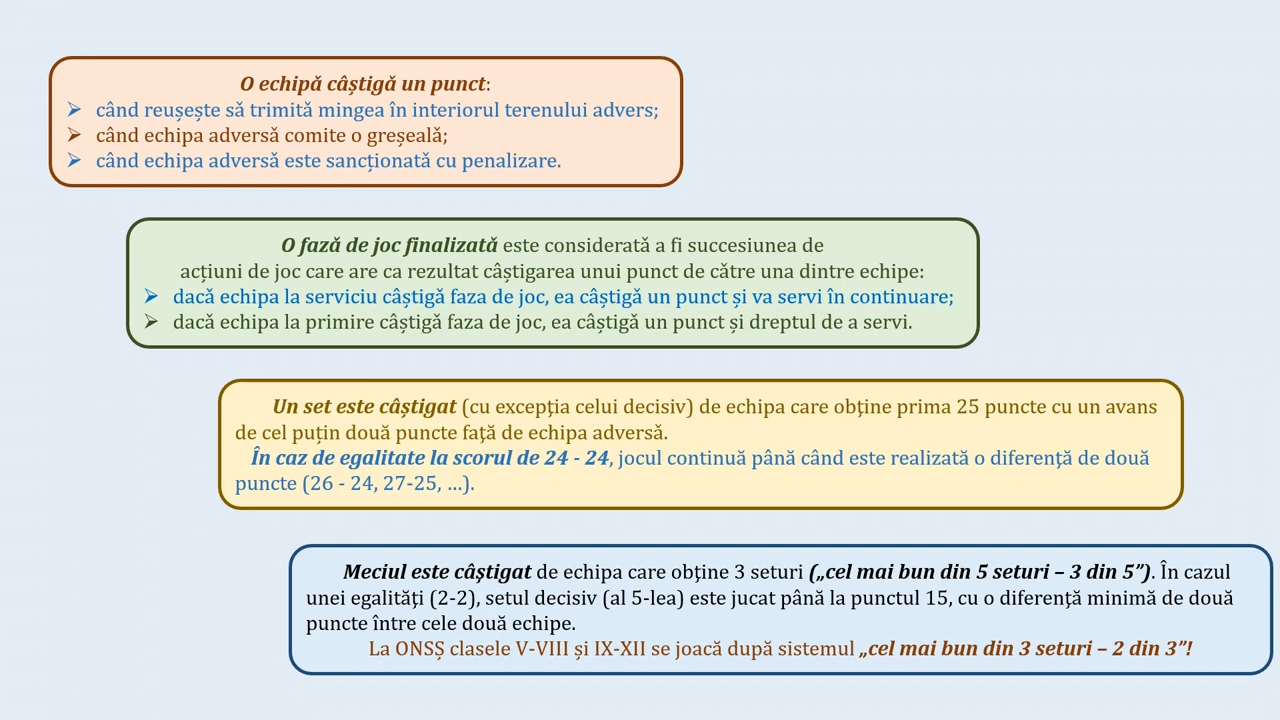 O echipă câștigă un punct:
➢ când reușește să trimită mingea în interiorul terenului advers;
➢ când echipa adversă comite o greșeală;
➢ când echipa adversă este sancționată cu penalizare.
O fază de joc finalizată este considerată a fi succesiunea de
acțiuni de joc care are ca rezultat câștigarea unui punct de către una dintre echipe:
➢ dacă echipa la serviciu câștigă faza de joc, ea câștigă un punct și va servi în continuare;
➢ dacă echipa la primire câștigă faza de joc, ea câștigă un punct și dreptul de a servi.
Un set este câștigat (cu excepţia celui decisiv) de echipa care obţine prima 25 puncte cu un avans
de cel puțin două puncte faţă de echipa adversă.
În caz de egalitate la scorul de 24 - 24, jocul continuă până când este realizată o diferenţă de două
puncte (26 - 24, 27-25, ...).
Meciul este câștigat de echipa care obţine 3 seturi („cel mai bun din 5 seturi – 3 din 5”). În cazul
unei egalităţi (2-2), setul decisiv (al 5-lea) este jucat până la punctul 15, cu o diferenţă minimă de două
puncte între cele două echipe.
La ONSȘ clasele V-VIII și IX-XII se joacă după sistemul „cel mai bun din 3 seturi – 2 din 3”!